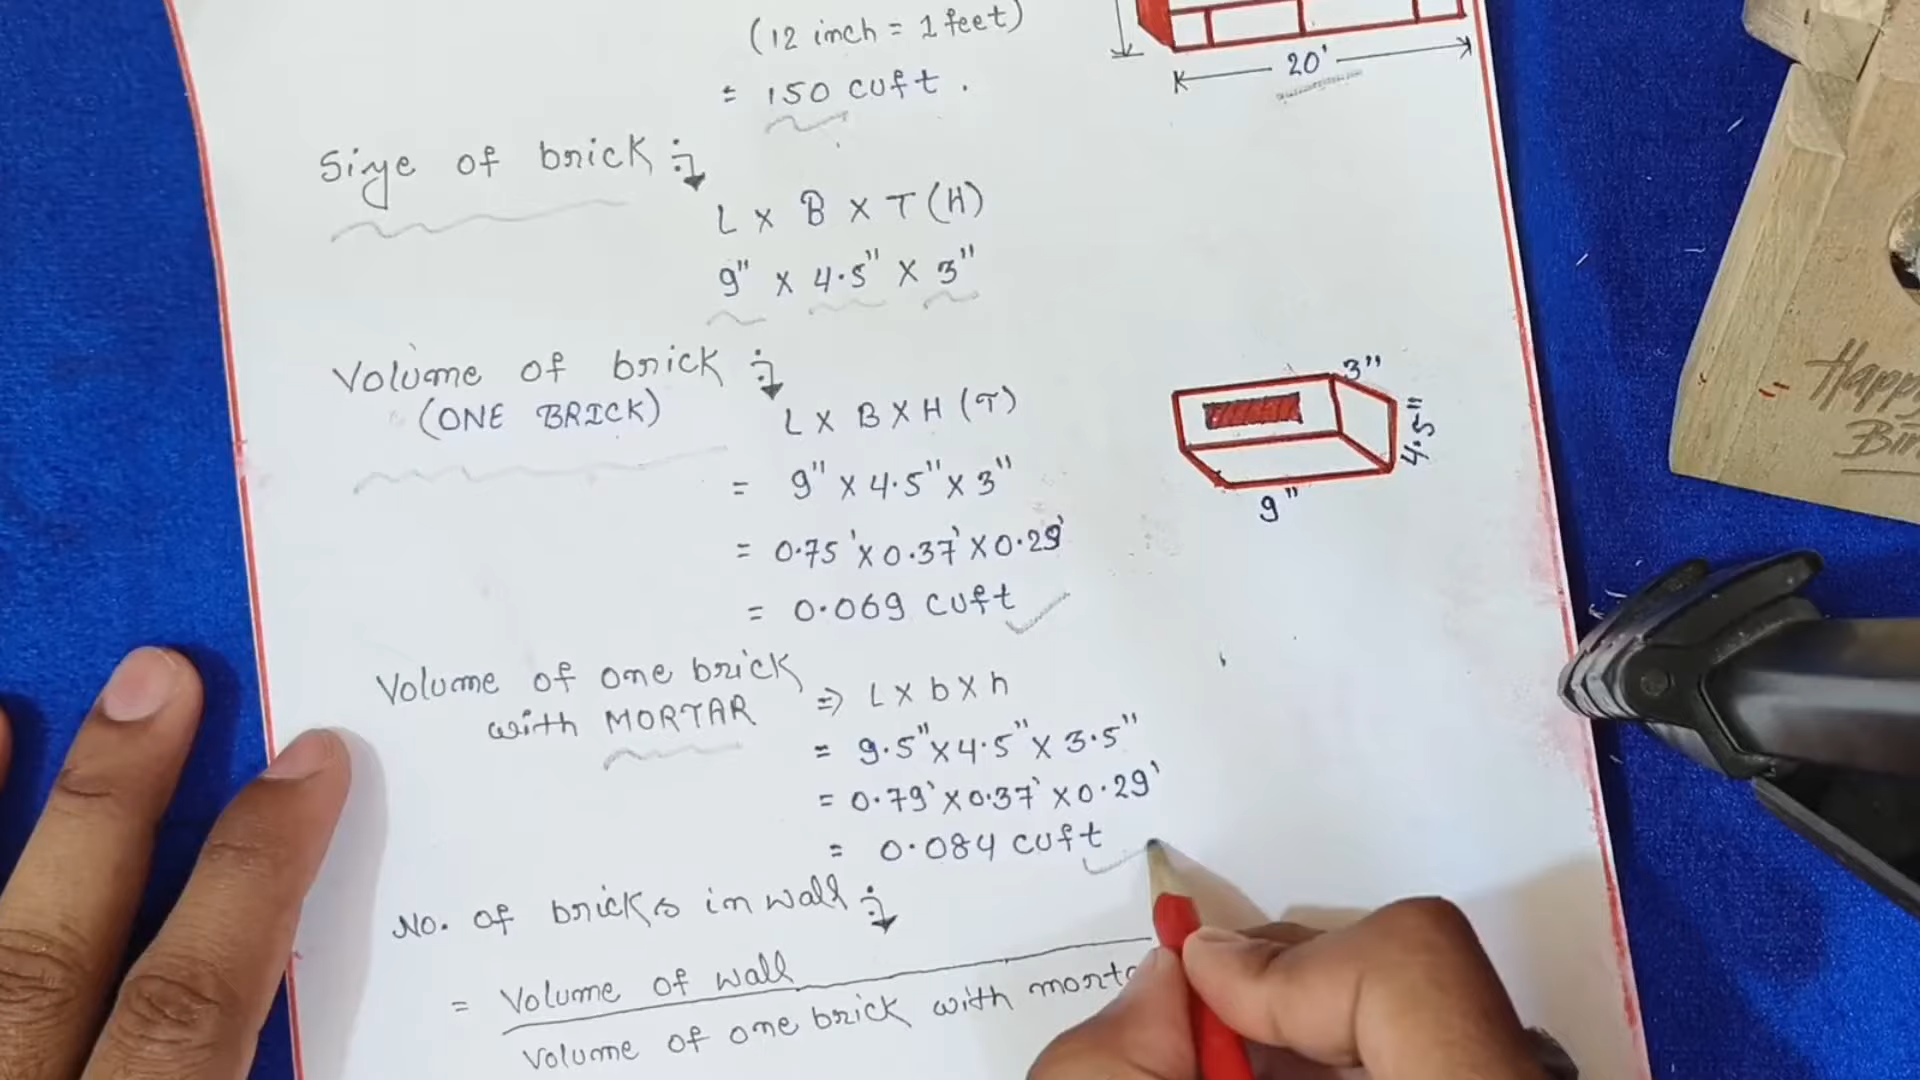 (12 inch = 1 feet)
= 150 cuft.
20'
Size of brick :-
L X B X T (H)
9" X 4.5" X 3"
Volume of brick :-
(ONE BRICK)
L X B X H (T)
= 9" X 4.5" X 3"
= 0.75' X 0.37' X 0.25'
= 0.069 cuft
3"
4.5"
9"
Volume of one brick
with MORTAR
=> L X b X h
= 9.5" X 4.5" X 3.5"
= 0.79' X 0.37' X 0.29'
= 0.084 cuft
No. of bricks in wall :-
= Volume of wall
Volume of one brick with
Happy